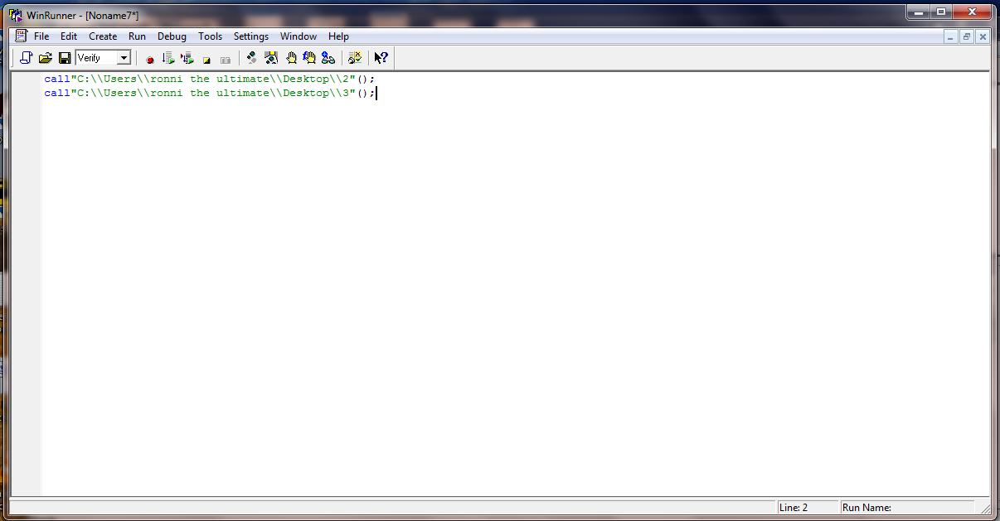 WinRunner - [Noname7*]
File Edit Create Run Debug Tools Settings Window Help
Verify
call"C:\\Users\\ronni the ultimate\\Desktop\\2"();
call"C:\\Users\\ronni the ultimate\\Desktop\\3"();
Line: 2 Run Name: